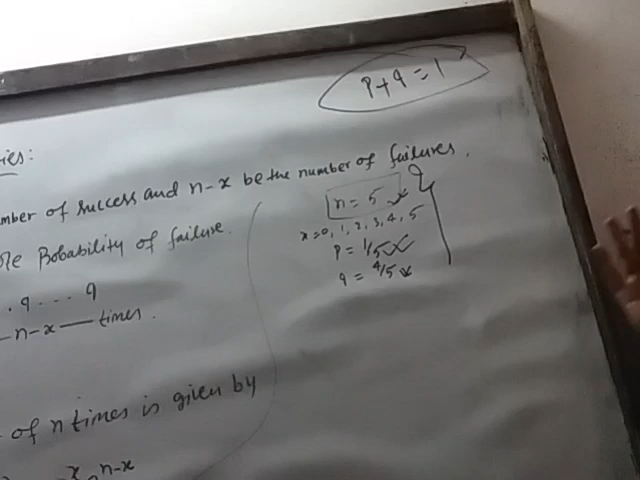 p+q=1
ies:
mber of success and n-x be the number of failures.
n=5
x=0,1,2,3,4,5
ble Probability of failure.
P=1/5
q=4/5
. . q . . . q
-n-x— times.
of n times is given by
x n-x